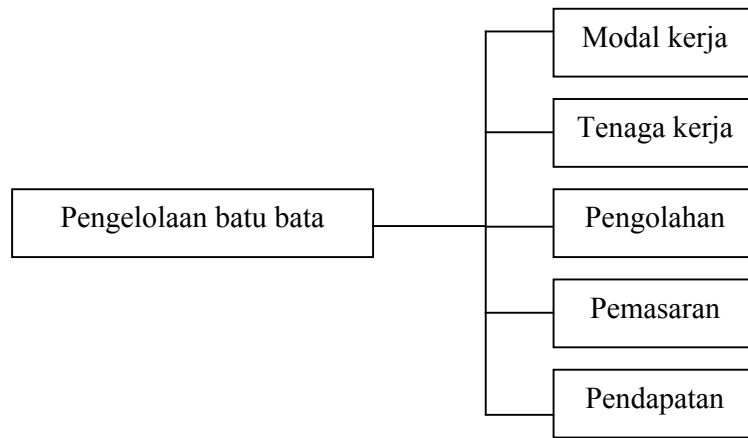 Modal kerja
Tenaga kerja
Pengelolaan batu bata
Pengolahan
Pemasaran
Pendapatan